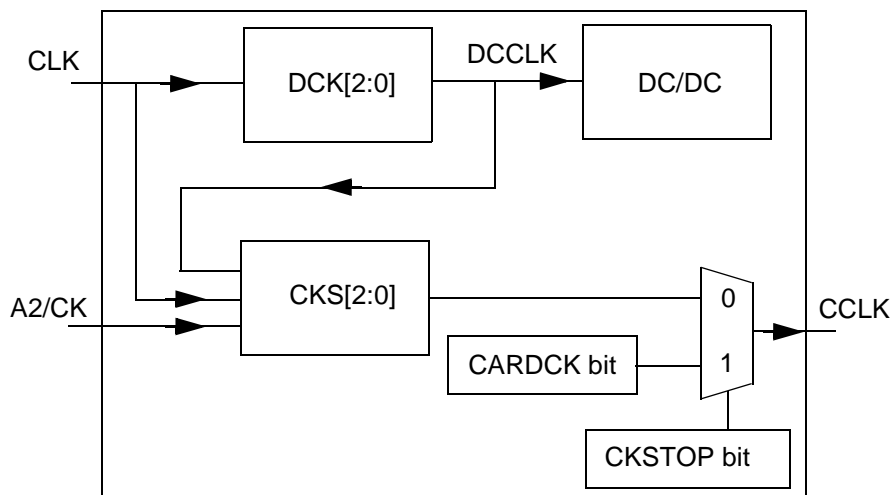 CLK
DCK[2:0]
DCCLK
DC/DC
A2/CK
CKS[2:0]
0
1
CCLK
CARDCK bit
CKSTOP bit